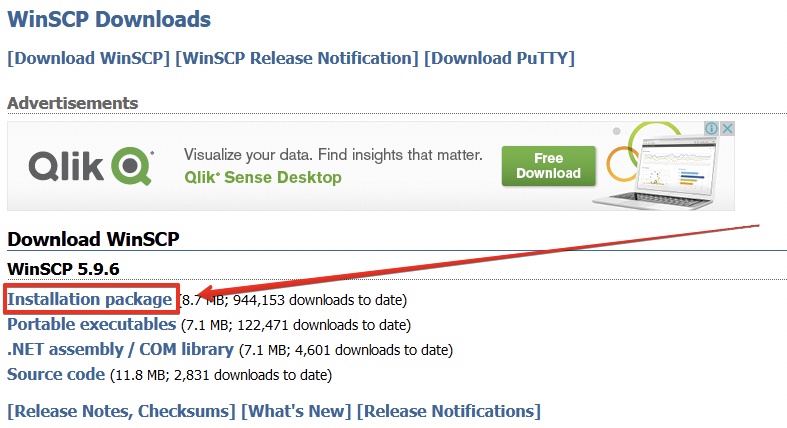 WinSCP Downloads
[Download WinSCP] [WinSCP Release Notification] [Download PuTTY]
Advertisements
Qlik
Visualize your data. Find insights that matter.
Qlik Sense Desktop
Free
Download
Download WinSCP
WinSCP 5.9.6
Installation package (8.7 MB; 944,153 downloads to date)
Portable executables (7.1 MB; 122,471 downloads to date)
.NET assembly / COM library (7.1 MB; 4,601 downloads to date)
Source code (11.8 MB; 2,831 downloads to date)
[Release Notes, Checksums] [What's New] [Release Notifications]